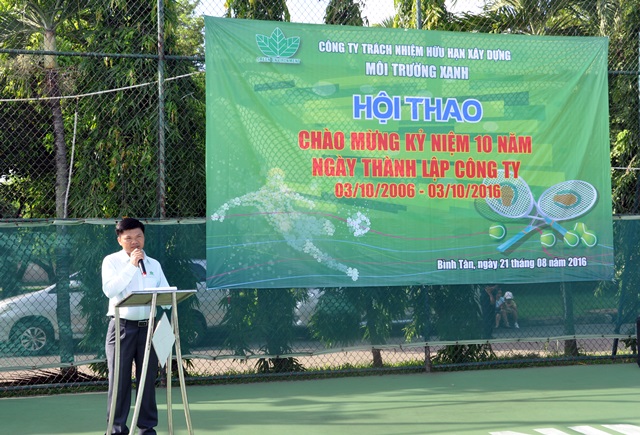 CÔNG TY TRÁCH NHIỆM HỮU HẠN XÂY DỰNG
MÔI TRƯỜNG XANH
HỘI THAO
CHÀO MỪNG KỶ NIỆM 10 NĂM
NGÀY THÀNH LẬP CÔNG TY
03/10/2006 - 03/10/2016
Bình Tân, ngày 21 tháng 08 năm 2016